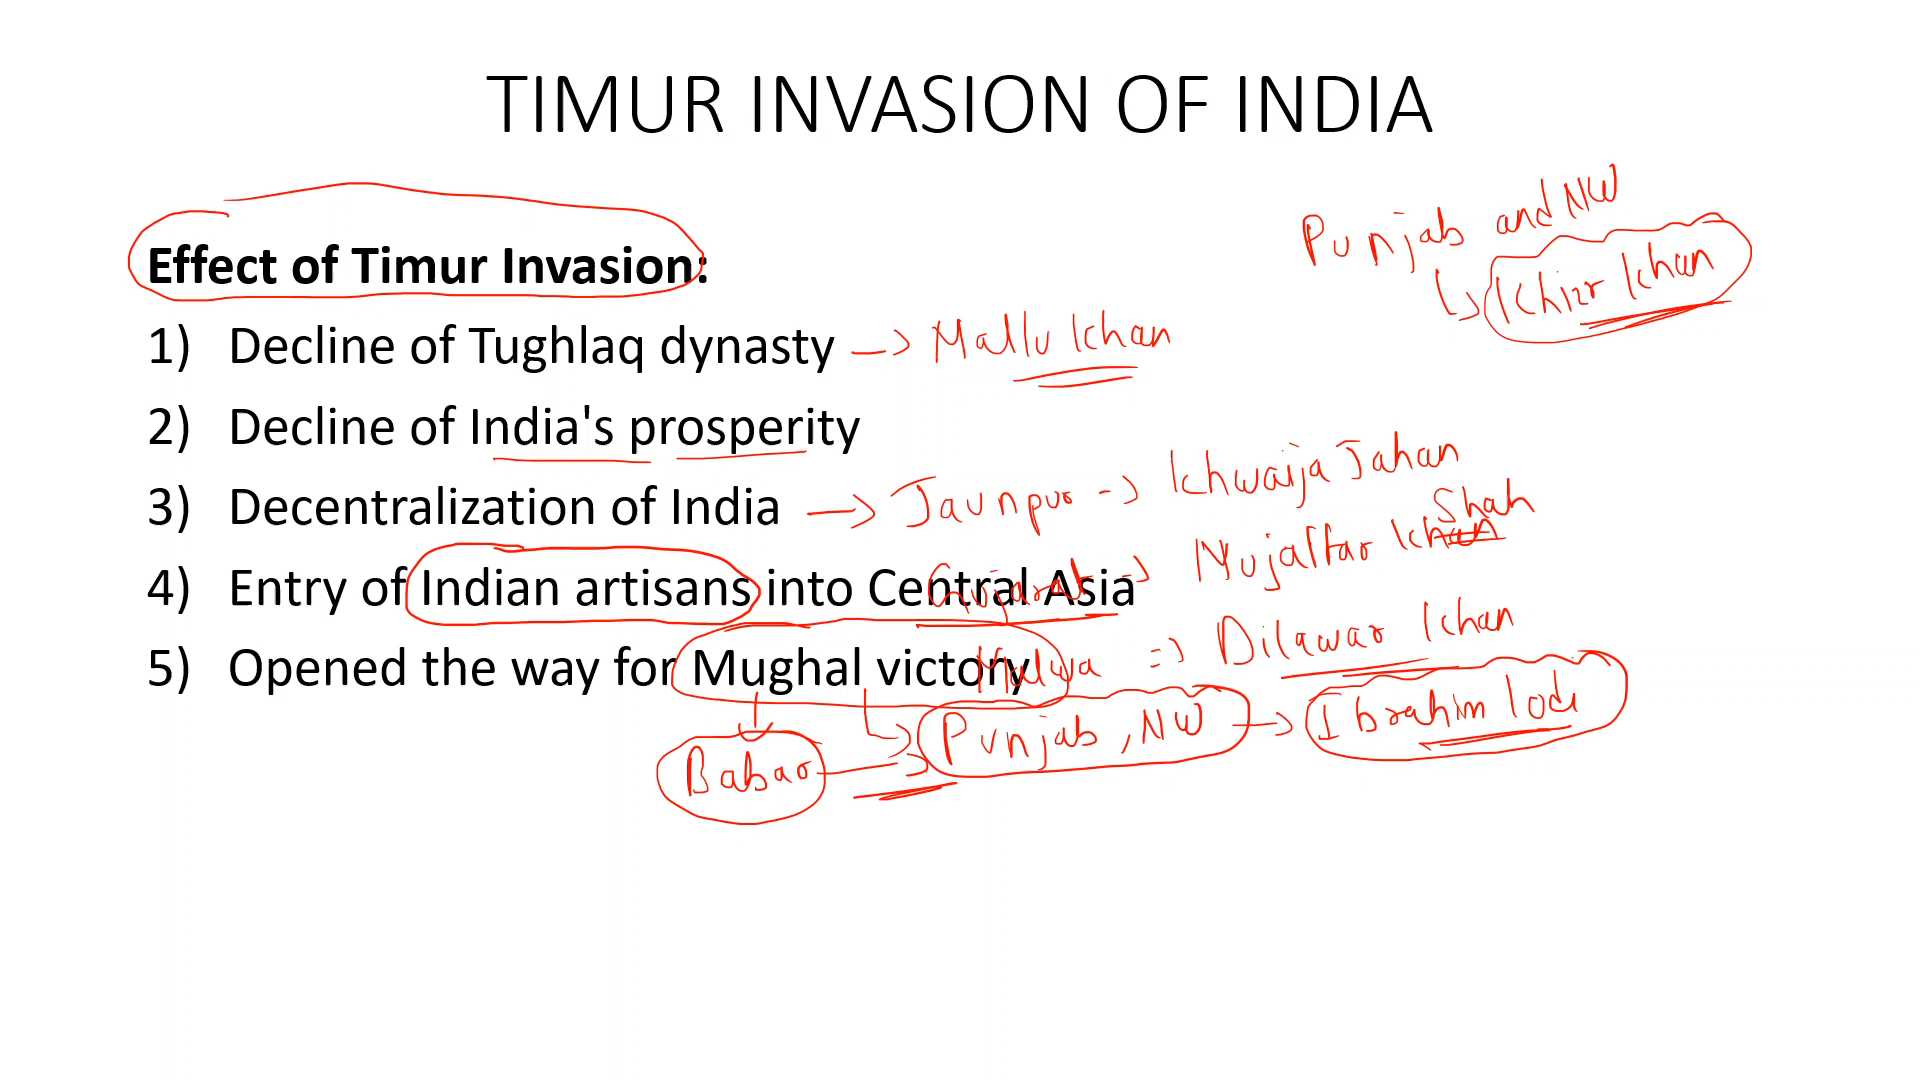 TIMUR INVASION OF INDIA
Punjab and NW
Khizr Khan
Effect of Timur Invasion:
1) Decline of Tughlaq dynasty -> Mallu Khan
2) Decline of India's prosperity
3) Decentralization of India -> Jaunpur -> Khwaija Jahan
Shah
4) Entry of Indian artisans into Central Asia
Gujarat -> Mujaffar Khan
5) Opened the way for Mughal victory
Malwa => Dilawar Khan
Babar -> Punjab, NW -> Ibrahim Lodi